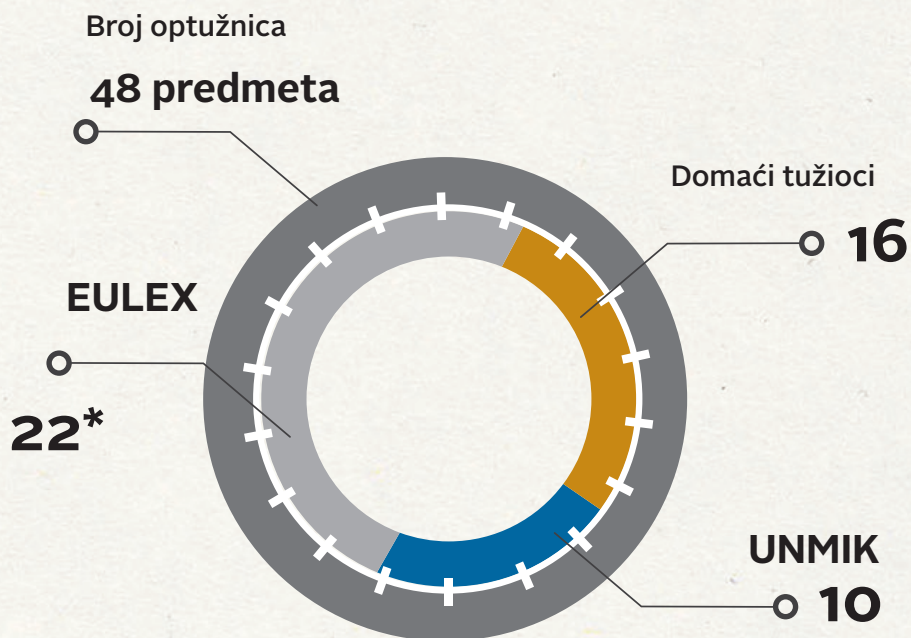 Broj optužnica
48 predmeta
Domaći tužioci
16
EULEX
22*
UNMIK
10